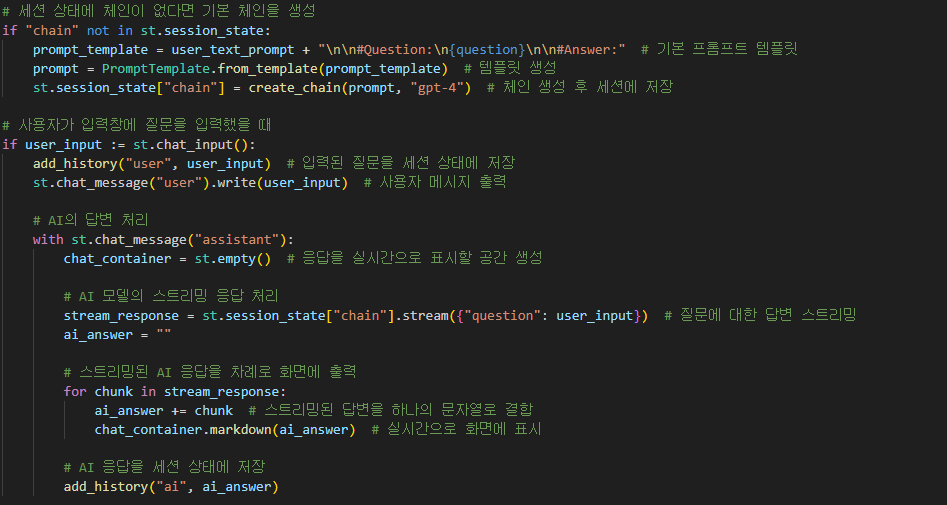 # 세션 상태에 체인이 없다면 기본 체인을 생성
if "chain" not in st.session_state:
    prompt_template = user_text_prompt + "\n\n#Question:\n{question}\n\n#Answer:"  # 기본 프롬프트 템플릿
    prompt = PromptTemplate.from_template(prompt_template)  # 템플릿 생성
    st.session_state["chain"] = create_chain(prompt, "gpt-4")  # 체인 생성 후 세션에 저장

# 사용자가 입력창에 질문을 입력했을 때
if user_input := st.chat_input():
    add_history("user", user_input)  # 입력된 질문을 세션 상태에 저장
    st.chat_message("user").write(user_input)  # 사용자 메시지 출력

    # AI의 답변 처리
    with st.chat_message("assistant"):
        chat_container = st.empty()  # 응답을 실시간으로 표시할 공간 생성

        # AI 모델의 스트리밍 응답 처리
        stream_response = st.session_state["chain"].stream({"question": user_input})  # 질문에 대한 답변 스트리밍
        ai_answer = ""

        # 스트리밍된 AI 응답을 차례로 화면에 출력
        for chunk in stream_response:
            ai_answer += chunk  # 스트리밍된 답변을 하나의 문자열로 결합
            chat_container.markdown(ai_answer)  # 실시간으로 화면에 표시

        # AI 응답을 세션 상태에 저장
        add_history("ai", ai_answer)